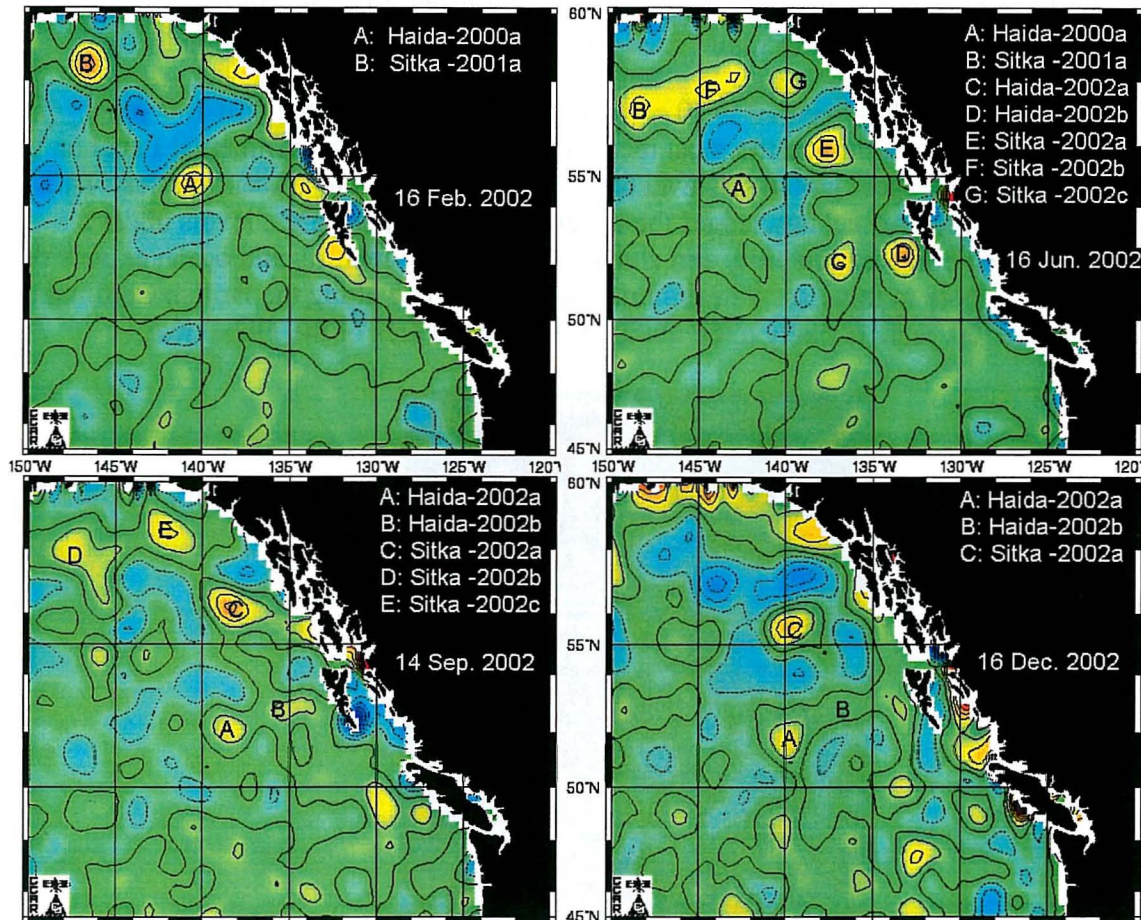 A: Haida-2000a
B: Sitka -2001a
B
A
16 Feb. 2002
150°W 145°W 140°W 135°W 130°W 125°W 120°
60°N
55°N
50°N
45°N
A: Haida-2000a
B: Sitka -2001a
C: Haida-2002a
D: Haida-2002b
E: Sitka -2002a
F: Sitka -2002b
G: Sitka -2002c
B F G
E
A
G D
16 Jun. 2002
150°W 145°W 140°W 135°W 130°W 125°W 120°
A: Haida-2002a
B: Haida-2002b
C: Sitka -2002a
D: Sitka -2002b
E: Sitka -2002c
E
D
C
B
A
14 Sep. 2002
60°N
55°N
50°N
45°N
A: Haida-2002a
B: Haida-2002b
C: Sitka -2002a
C
B
A
16 Dec. 2002